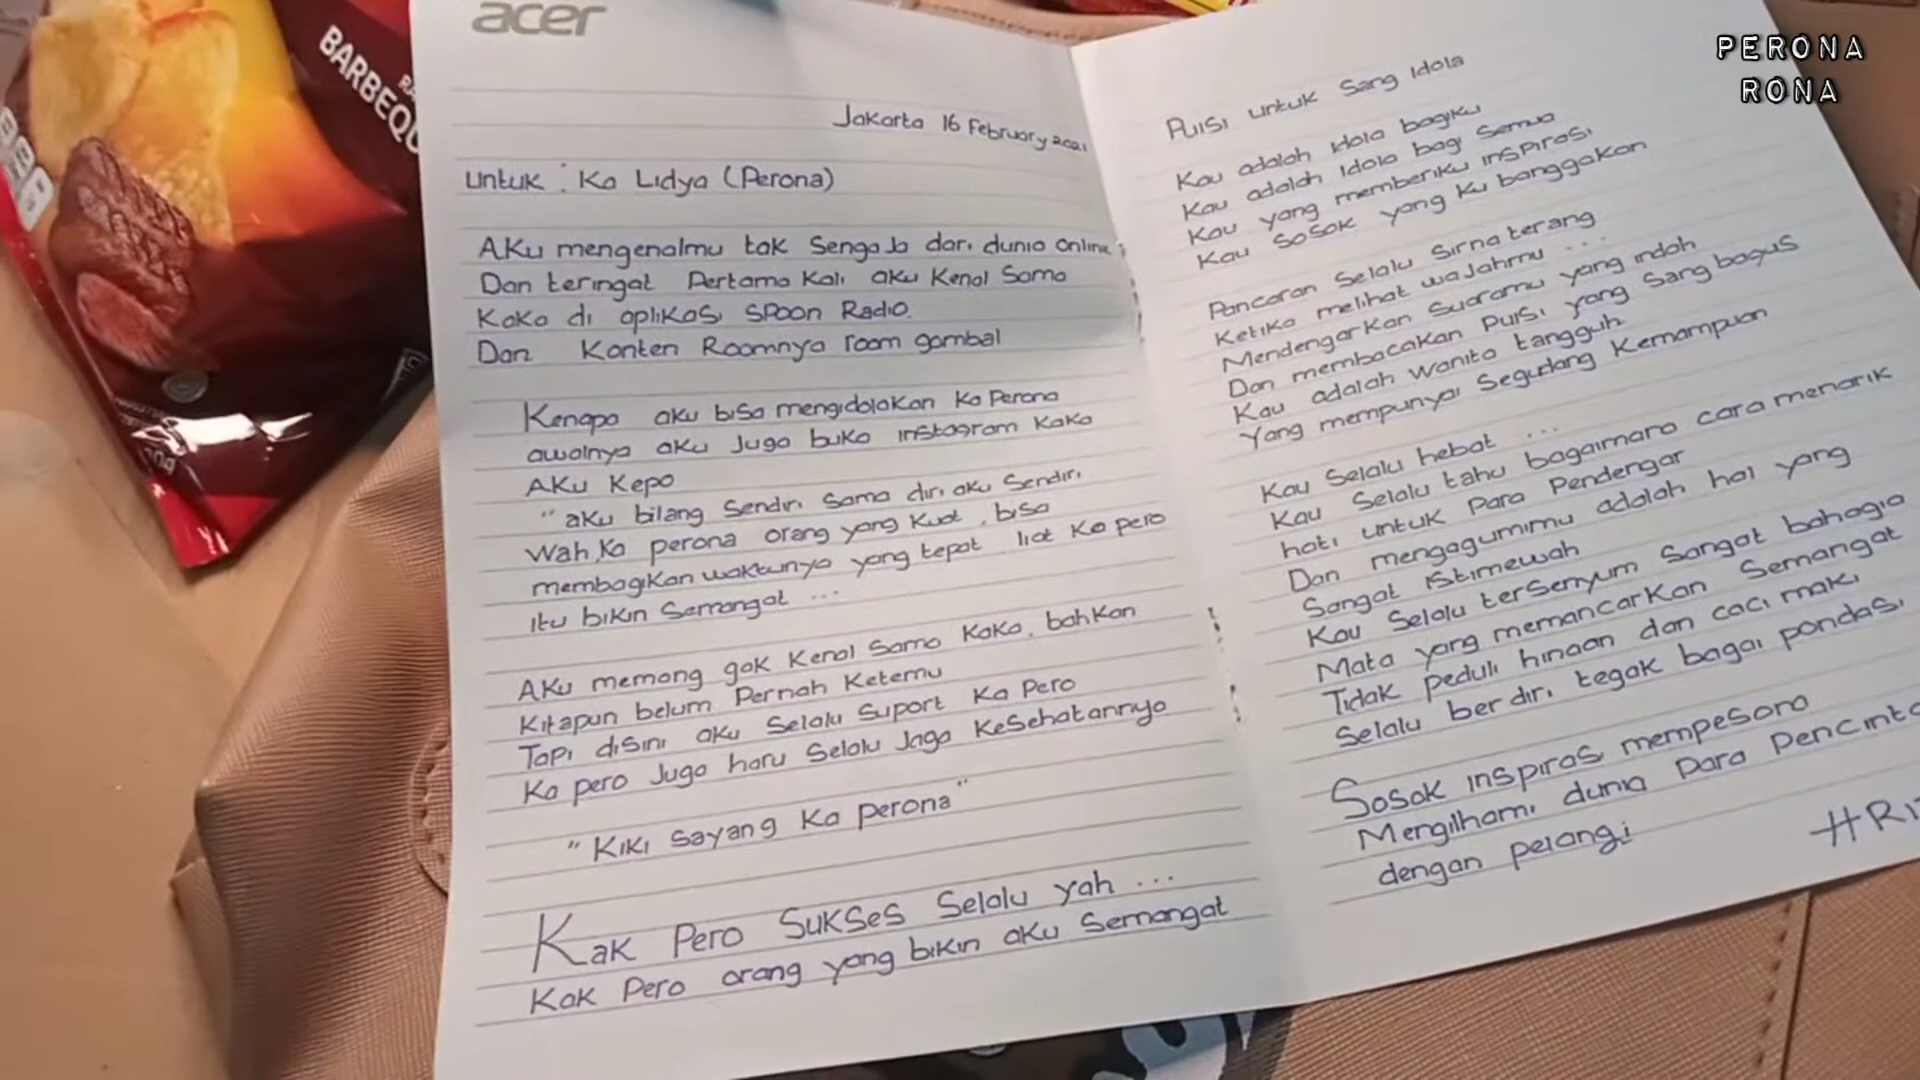 acer
BARBEQU
PERONA
RONA
Jakarta 16 February 2021
untuk : Ka Lidya (Perona)
AKu mengenalmu tak Sengaja dari dunia Online
Dan teringat Pertama Kali aku Kenal Sama
Kaka di aplikasi SPoon Radio.
Dan Konten Roomnya room gombal
Kenapa aku bisa mengidolakan Ka Perona
awalnya aku Juga buka instagram Kaka
AKu Kepo
"aku bilang Sendiri Sama diri aku Sendiri
Wah Ka perona orang yang Kuat, bisa
membagikan waktunya yang tepat liat Ka pero
itu bikin Semangat ...
AKu memang gak Kenal Sama Kaka, bahkan
Kitapun belum Pernah Ketemu
Tapi disini aku Selalu Suport Ka Pero
Ka pero Juga haru Selalu Jaga Kesehatannya
"Kiki Sayang Ka perona"
Kak Pero Sukses Selalu yah ...
Kak Pero orang yang bikin aku Semangat
Puisi untuk Sang Idola
Kau adalah idola bagiku
Kau adalah Idola bagi Semua
Kau yang memberiku inspirasi
Kau Sosok yang Ku banggakan
Pancaran Selalu Sirna terang
Ketika melihat wajahmu ...
Mendengarkan Suaramu yang indah
Dan membacakan Puisi yang Sang bagus
Kau adalah wanita tangguh
Yang mempunyai Segudang Kemampuan
Kau Selalu hebat ...
Kau Selalu tahu bagaimana cara menarik
hati untuk Para Pendengar
Dan mengagumimu adalah hal yang
Sangat istimewah
Kau Selalu tersenyum Sangat bahagia
Mata yang memancarkan Semangat
Tidak peduli hinaan dan caci maki
Selalu berdiri tegak bagai pondasi
Sosok inspiras mempesona
Mengilhami dunia Para Pencinta
dengan pelangi